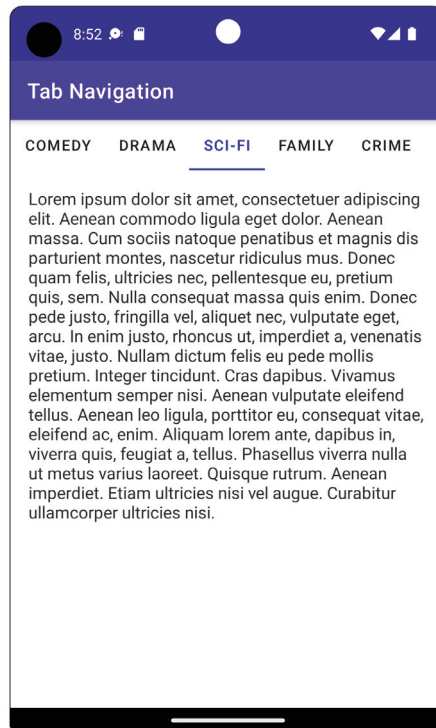 8:52
Tab Navigation
COMEDY DRAMA SCI-FI FAMILY CRIME
Lorem ipsum dolor sit amet, consectetuer adipiscing
elit. Aenean commodo ligula eget dolor. Aenean
massa. Cum sociis natoque penatibus et magnis dis
parturient montes, nascetur ridiculus mus. Donec
quam felis, ultricies nec, pellentesque eu, pretium
quis, sem. Nulla consequat massa quis enim. Donec
pede justo, fringilla vel, aliquet nec, vulputate eget,
arcu. In enim justo, rhoncus ut, imperdiet a, venenatis
vitae, justo. Nullam dictum felis eu pede mollis
pretium. Integer tincidunt. Cras dapibus. Vivamus
elementum semper nisi. Aenean vulputate eleifend
tellus. Aenean leo ligula, porttitor eu, consequat vitae,
eleifend ac, enim. Aliquam lorem ante, dapibus in,
viverra quis, feugiat a, tellus. Phasellus viverra nulla
ut metus varius laoreet. Quisque rutrum. Aenean
imperdiet. Etiam ultricies nisi vel augue. Curabitur
ullamcorper ultricies nisi.